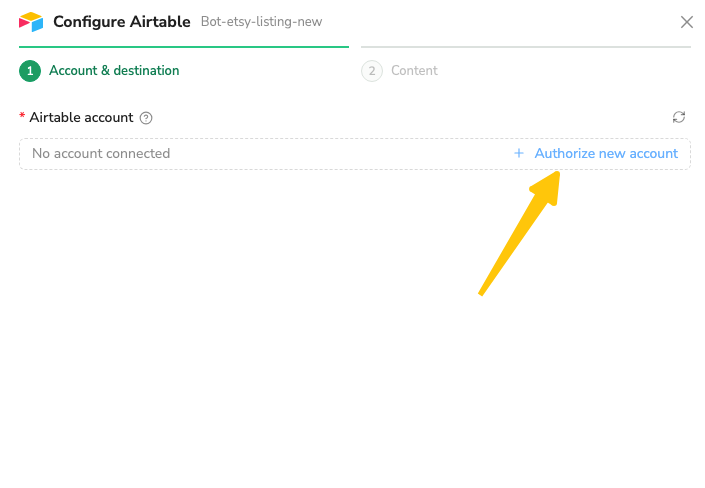 Configure Airtable Bot-etsy-listing-new
1 Account & destination
2 Content
* Airtable account ?
No account connected
+ Authorize new account